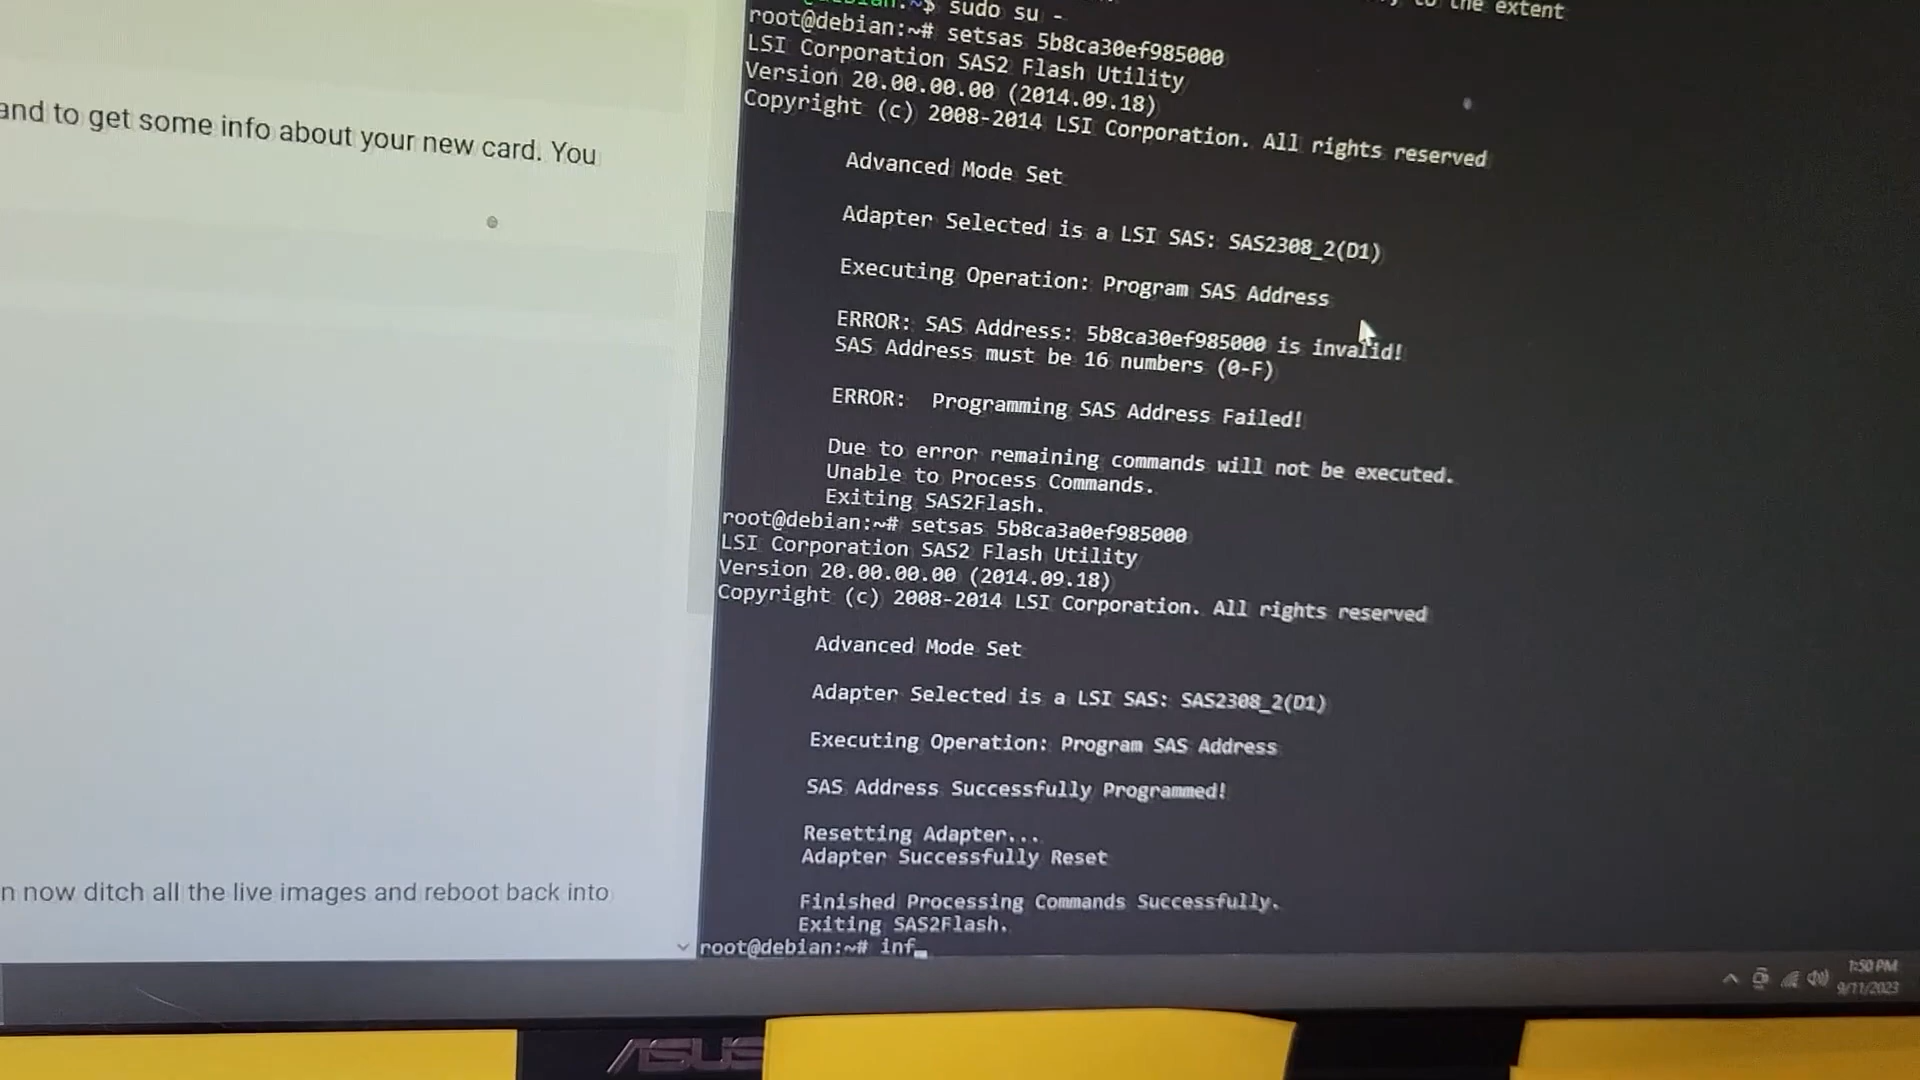 sudo su -
the extent
root@debian:~# setsas 5b8ca30ef985000
LSI Corporation SAS2 Flash Utility
Version 20.00.00.00 (2014.09.18)
Copyright (c) 2008-2014 LSI Corporation. All rights reserved
Advanced Mode Set
Adapter Selected is a LSI SAS: SAS2308_2(D1)
Executing Operation: Program SAS Address
ERROR: SAS Address: 5b8ca30ef985000 is invalid!
SAS Address must be 16 numbers (0-F)
ERROR: Programming SAS Address Failed!
Due to error remaining commands will not be executed.
Unable to Process Commands.
Exiting SAS2Flash.
root@debian:~# setsas 5b8ca3a0ef985000
LSI Corporation SAS2 Flash Utility
Version 20.00.00.00 (2014.09.18)
Copyright (c) 2008-2014 LSI Corporation. All rights reserved
Advanced Mode Set
Adapter Selected is a LSI SAS: SAS2308_2(D1)
Executing Operation: Program SAS Address
SAS Address Successfully Programmed!
Resetting Adapter...
Adapter Successfully Reset
Finished Processing Commands Successfully.
Exiting SAS2Flash.
root@debian:~# inf_
and to get some info about your new card. You
n now ditch all the live images and reboot back into
1:50 PM
9/11/2023
ASUS